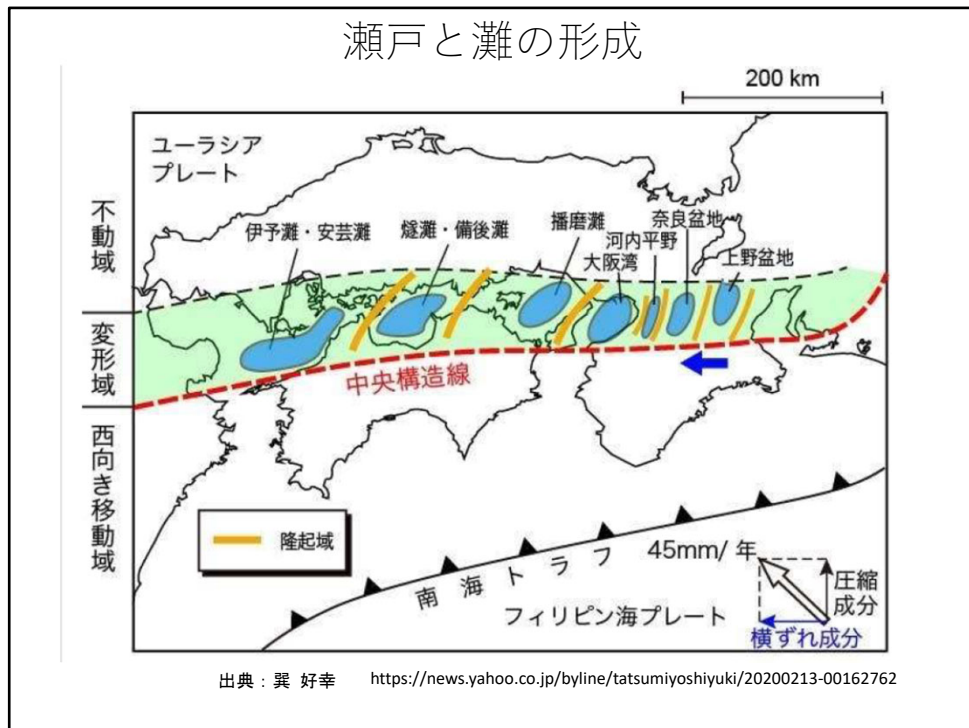 瀬戸と灘の形成
200 km
ユーラシア
プレート
不動域
変形域
西向き移動域
伊予灘・安芸灘
燧灘・備後灘
播磨灘
大阪湾
河内平野
奈良盆地
上野盆地
中央構造線
隆起域
南海トラフ
フィリピン海プレート
45mm/年
圧縮
成分
横ずれ成分
出典：巽 好幸 https://news.yahoo.co.jp/byline/tatsumiyoshiyuki/20200213-00162762